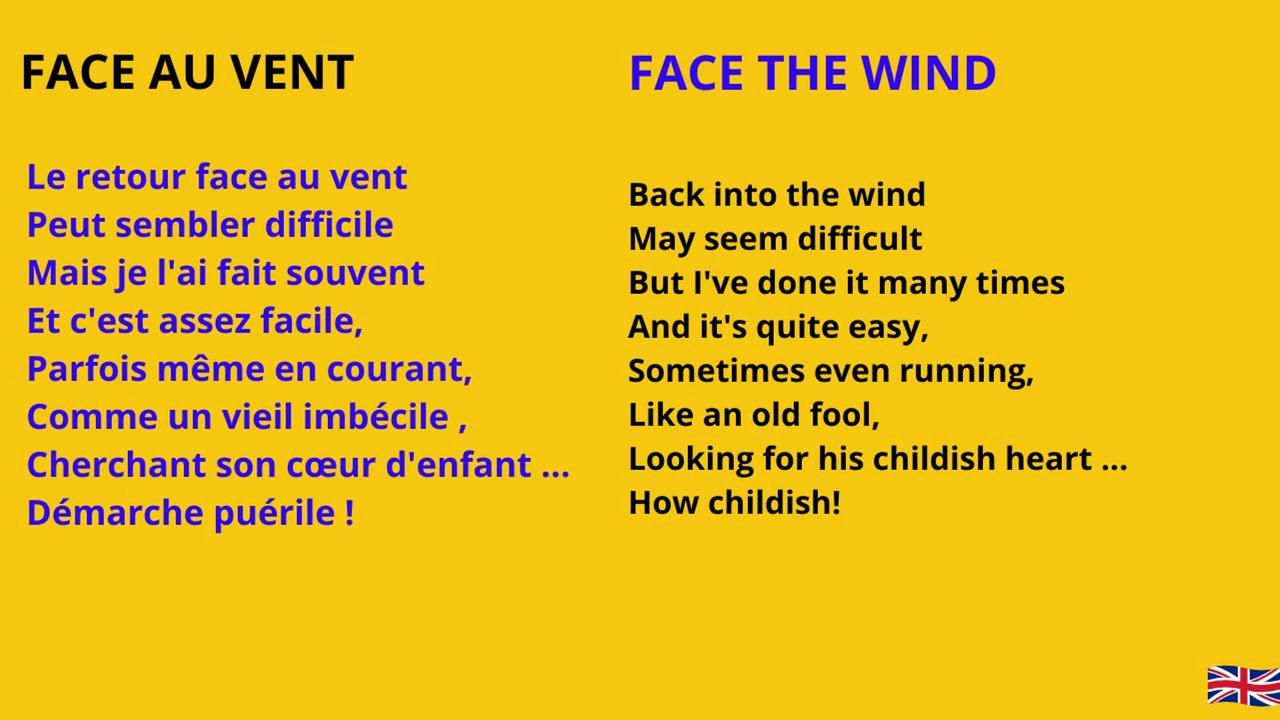 FACE AU VENT
Le retour face au vent
Peut sembler difficile
Mais je l'ai fait souvent
Et c'est assez facile,
Parfois même en courant,
Comme un vieil imbécile ,
Cherchant son cœur d'enfant ...
Démarche puérile !
FACE THE WIND
Back into the wind
May seem difficult
But I've done it many times
And it's quite easy,
Sometimes even running,
Like an old fool,
Looking for his childish heart ...
How childish!